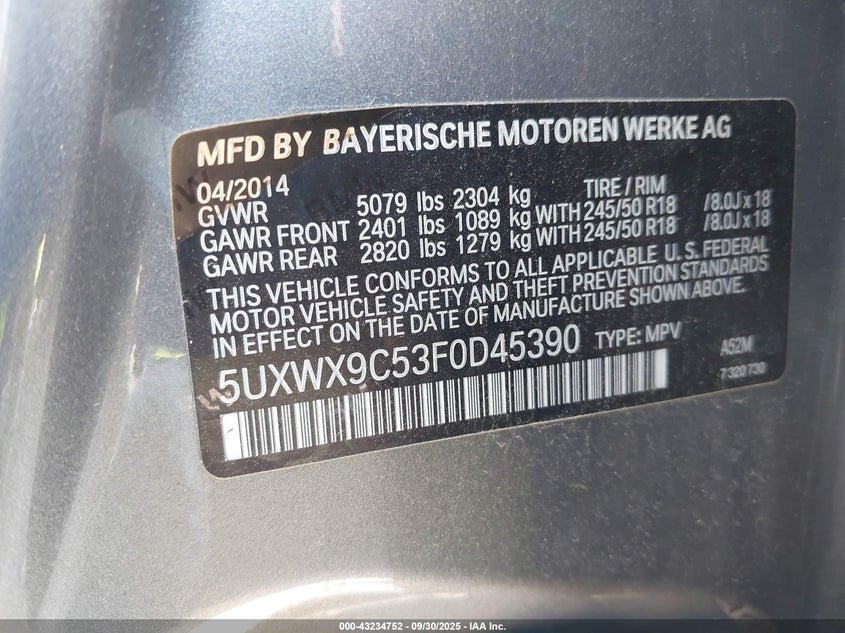 MFD BY BAYERISCHE MOTOREN WERKE AG
04/2014 TIRE / RIM
GVWR 5079 lbs 2304 kg
GAWR FRONT 2401 lbs 1089 kg WITH 245/50 R18 /8.0J x 18
GAWR REAR 2820 lbs 1279 kg WITH 245/50 R18 /8.0J x 18
THIS VEHICLE CONFORMS TO ALL APPLICABLE U. S. FEDERAL
MOTOR VEHICLE SAFETY AND THEFT PREVENTION STANDARDS
IN EFFECT ON THE DATE OF MANUFACTURE SHOWN ABOVE.
5UXWX9C53F0D45390 TYPE: MPV A52M
7 320 730
000-43234752 — 09/30/2025 — IAA Inc.